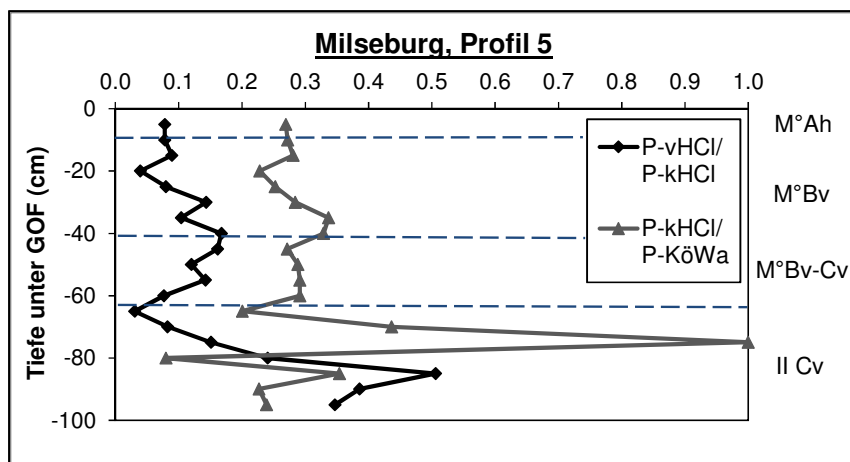 Milseburg, Profil 5
0.0 0.1 0.2 0.3 0.4 0.5 0.6 0.7 0.8 0.9 1.0
0
-20
-40
-60
-80
-100
Tiefe unter GOF (cm)
P-vHCl/
P-kHCl
P-kHCl/
P-KöWa
M°Ah
M°Bv
M°Bv-Cv
II Cv